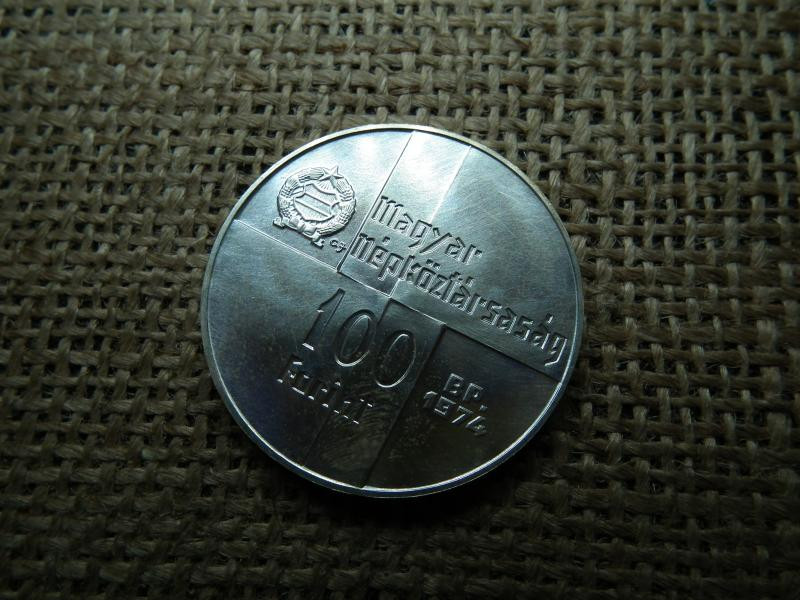 Magyar
Népköztársaság
100
Forint
BP.
1974